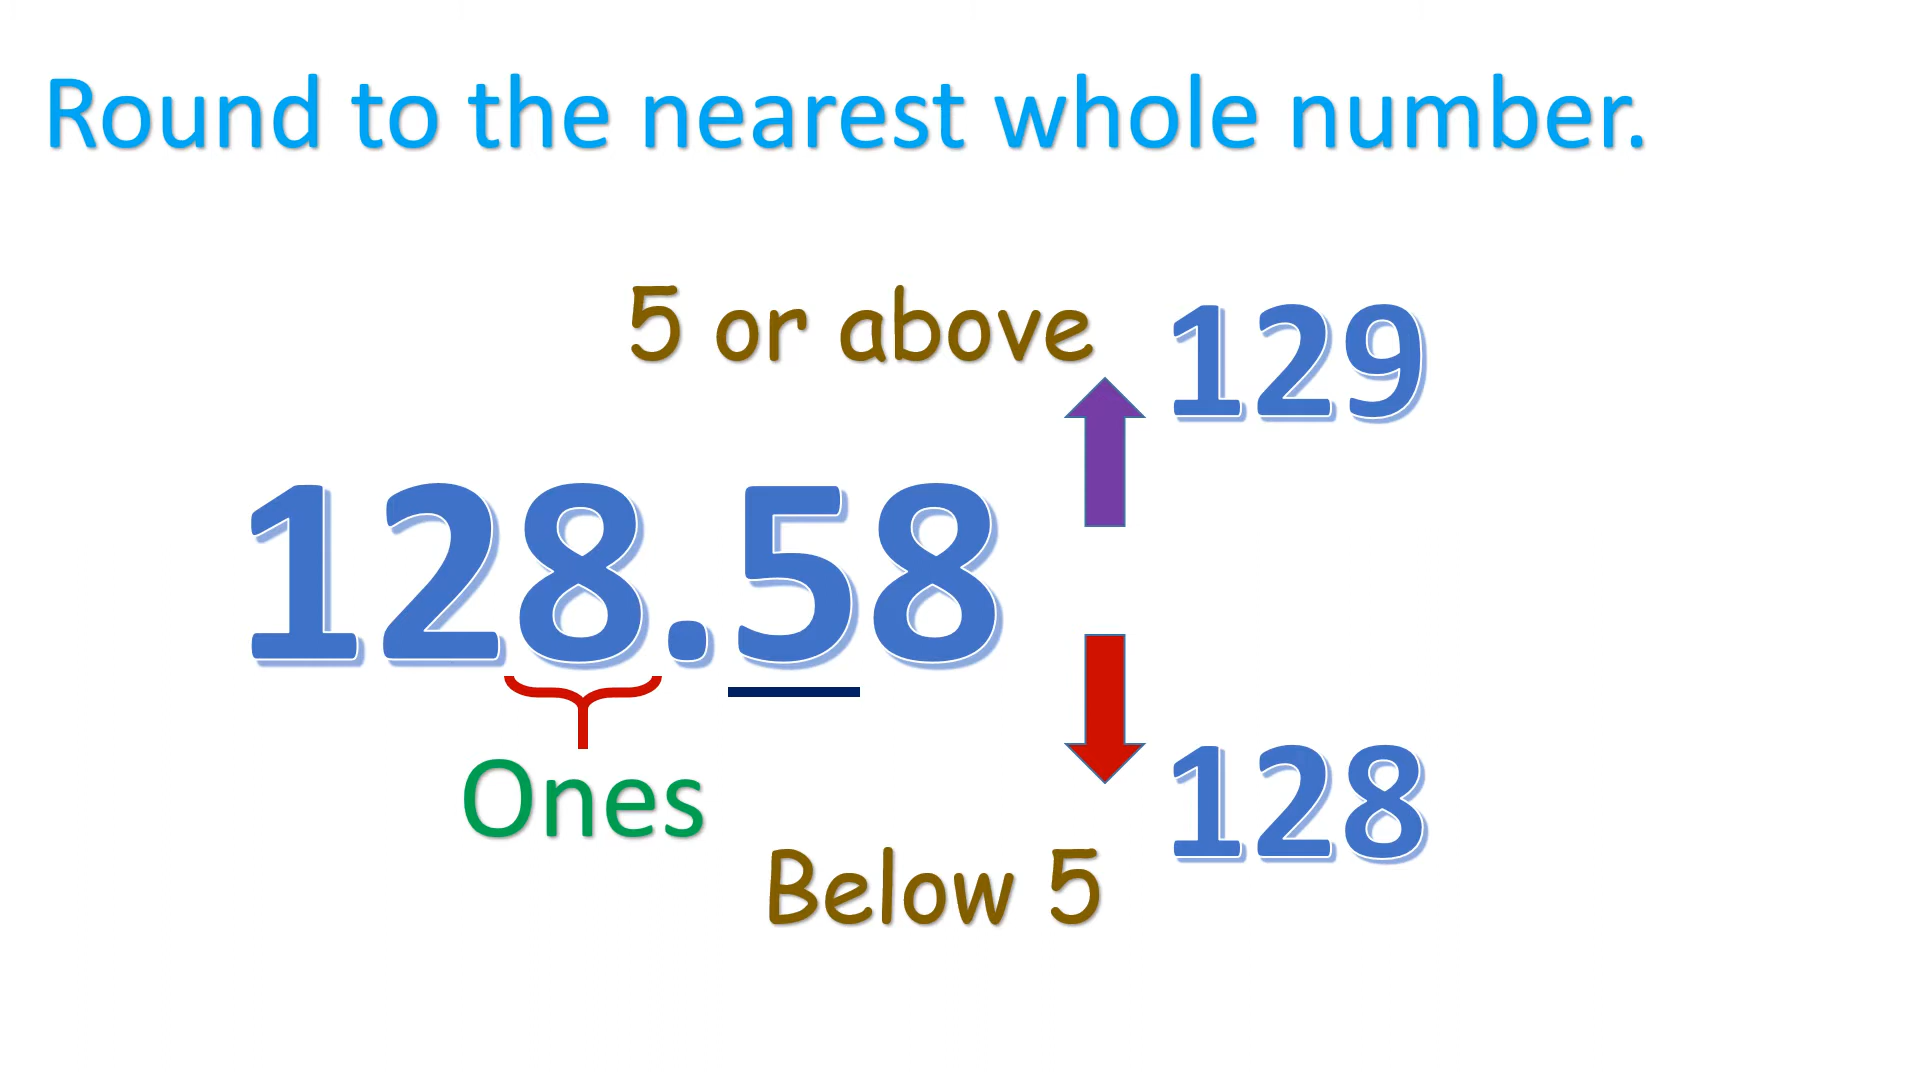 Round to the nearest whole number.
5 or above
129
128.58
Ones
128
Below 5